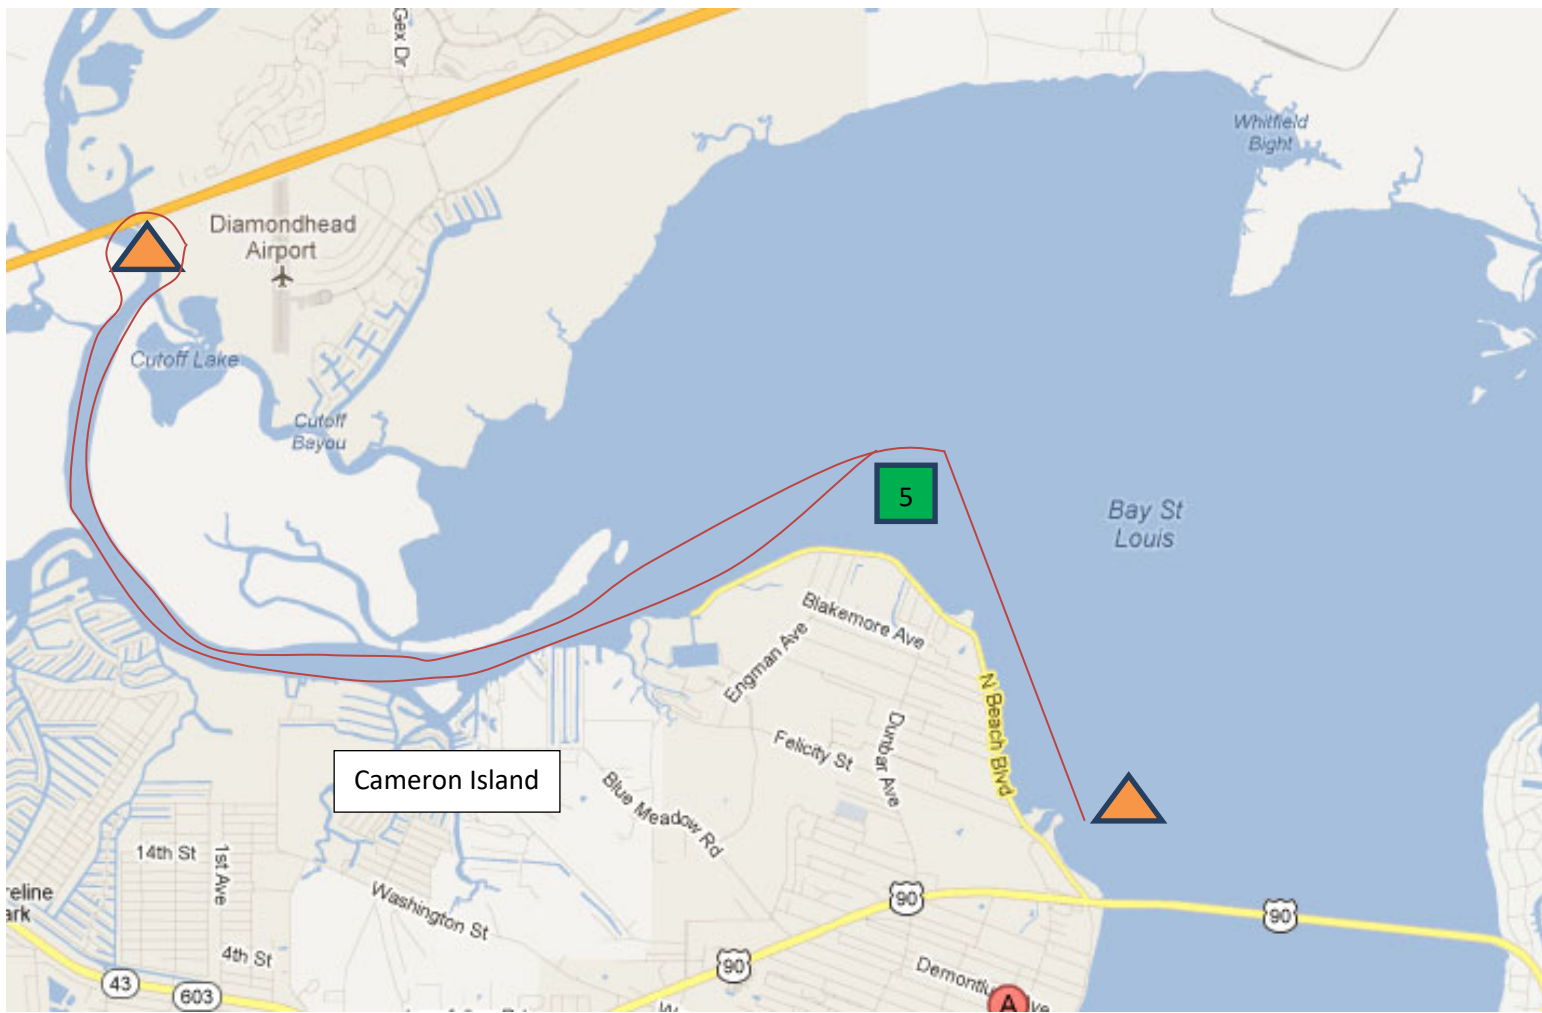 Gex Dr
Whitfield
Bight
Diamondhead
Airport
Cutoff Lake
Cutoff
Bayou
5
Bay St
Louis
Blakemore Ave
Engman Ave
N Beach Blvd
Dunbar Ave
Felicity St
Cameron Island
Blue Meadow Rd
14th St
1st Ave
reline
ark
Washington St
90
90
4th St
90
43
603
A